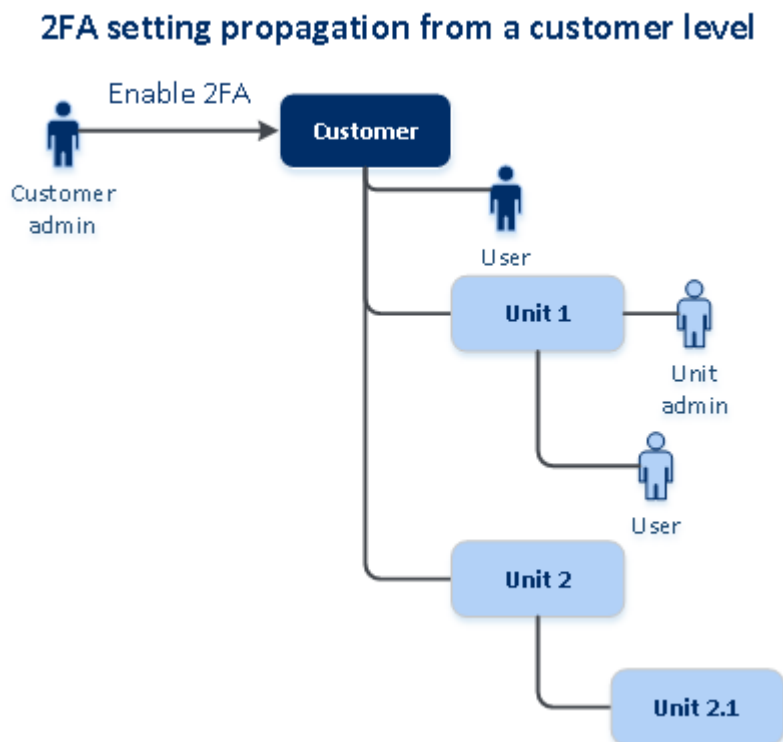 2FA setting propagation from a customer level
Enable 2FA
Customer
Customer
admin
User
Unit 1
Unit
admin
User
Unit 2
Unit 2.1